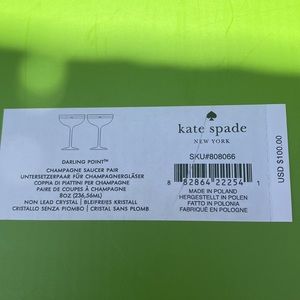 DARLING POINT™
CHAMPAGNE SAUCER PAIR
UNTERSETZERPAAR FÜR CHAMPAGNERGLÄSER
COPPIA DI PIATTINI PER CHAMPAGNE
PAIRE DE COUPES À CHAMPAGNE
8OZ (236,56ML)
NON LEAD CRYSTAL | BLEIFREIES KRISTALL
CRISTALLO SENZA PIOMBO | CRISTAL SANS PLOMB
kate spade
NEW YORK
SKU#808066
8 82864 22254 1
MADE IN POLAND
HERGESTELLT IN POLEN
FATTO IN POLONIA
FABRIQUÉ EN POLOGNE
USD $100.00